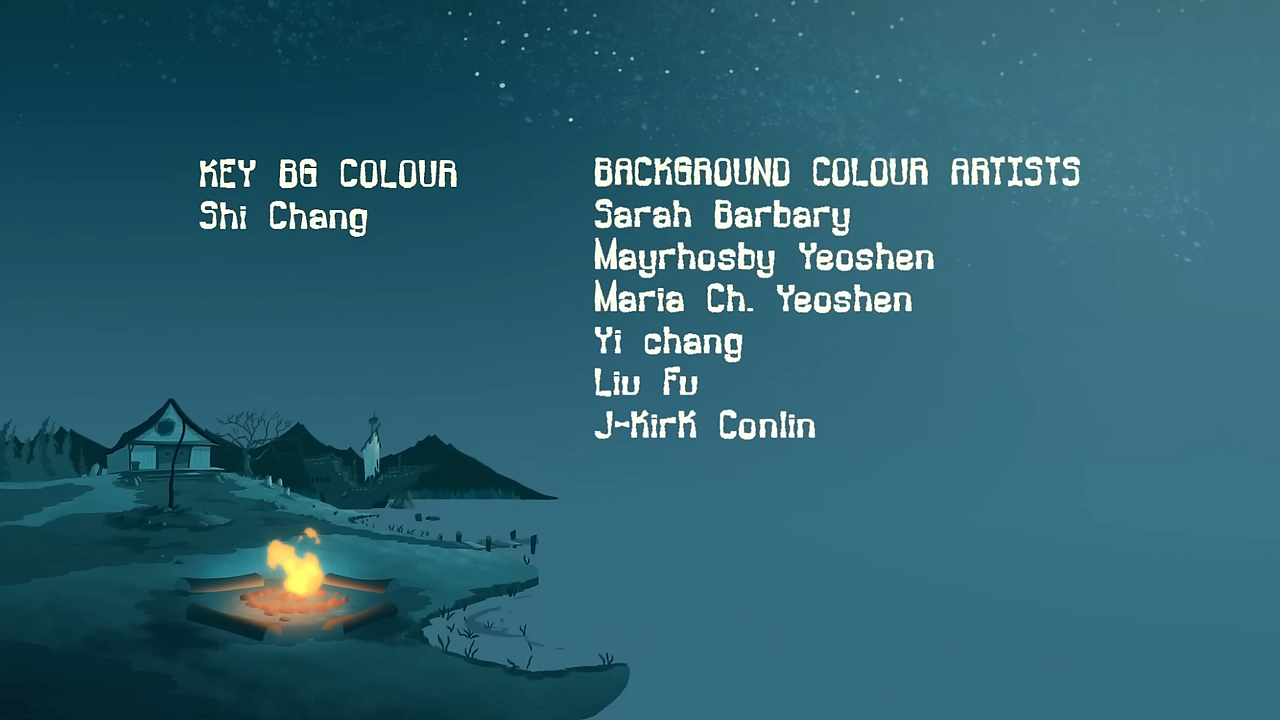 KEY BG COLOUR
Shi Chang
BACKGROUND COLOUR ARTISTS
Sarah Barbary
Mayrhosby Yeoshen
Maria Ch. Yeoshen
Yi chang
Liu Fu
J-Kirk Conlin